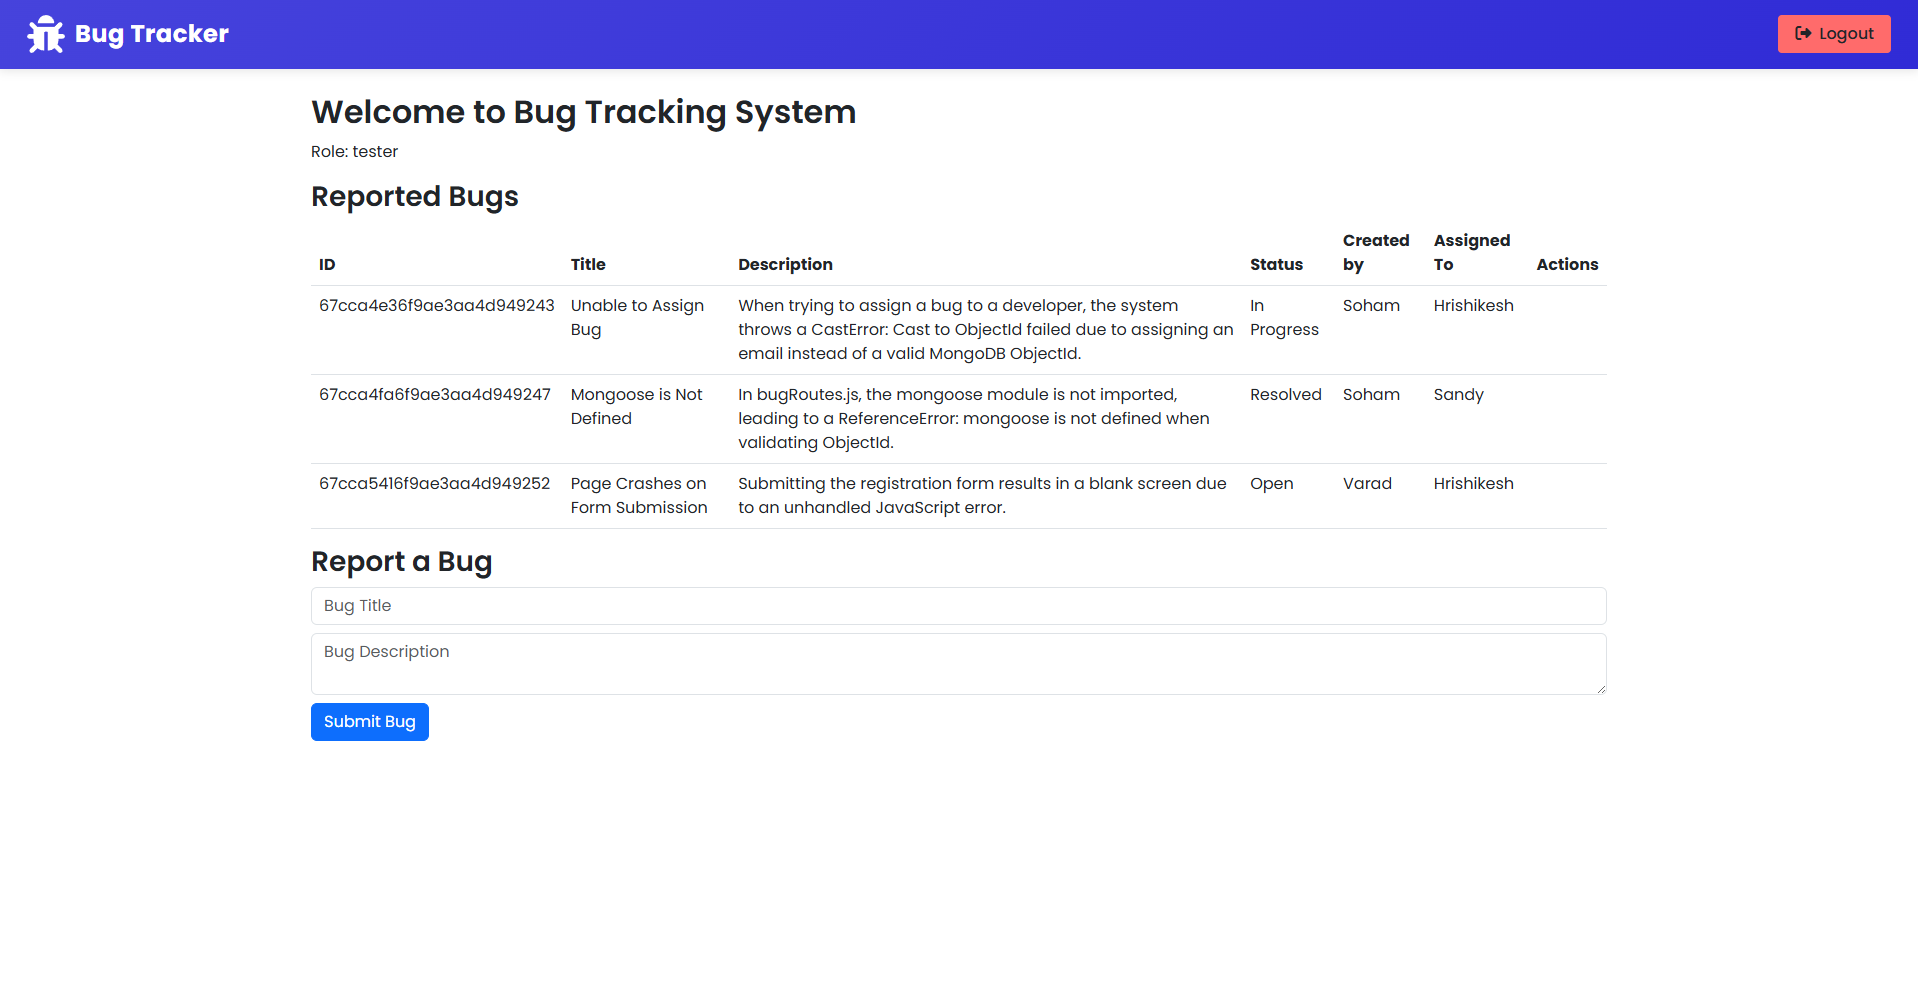 Bug Tracker
Logout
Welcome to Bug Tracking System
Role: tester
Reported Bugs
ID Title Description Status Created by Assigned To Actions
67cca4e36f9ae3aa4d949243 Unable to Assign Bug When trying to assign a bug to a developer, the system throws a CastError: Cast to ObjectId failed due to assigning an email instead of a valid MongoDB ObjectId. In Progress Soham Hrishikesh
67cca4fa6f9ae3aa4d949247 Mongoose is Not Defined In bugRoutes.js, the mongoose module is not imported, leading to a ReferenceError: mongoose is not defined when validating ObjectId. Resolved Soham Sandy
67cca5416f9ae3aa4d949252 Page Crashes on Form Submission Submitting the registration form results in a blank screen due to an unhandled JavaScript error. Open Varad Hrishikesh
Report a Bug
Bug Title
Bug Description
Submit Bug